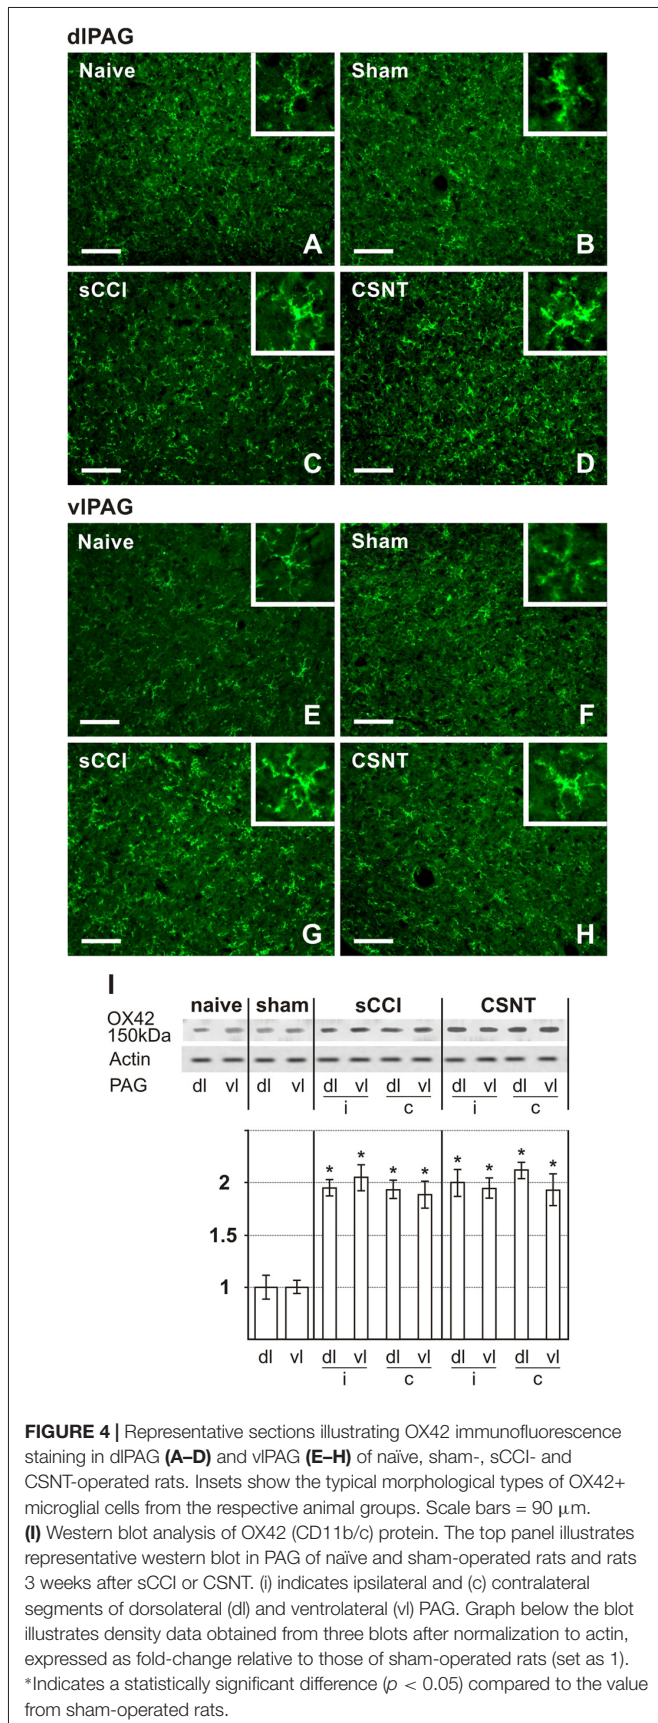 dlPAG
Naive
Sham
A
B
sCCI
CSNT
C
D
vlPAG
Naive
Sham
E
F
sCCI
CSNT
G
H
I
naive sham sCCI CSNT
OX42
150kDa
Actin
PAG dl vl dl vl dl vl dl vl dl vl dl vl
i c i c
2
1.5
1
* * * * * * * *
dl vl dl vl dl vl dl vl dl vl
i c i c
FIGURE 4 | Representative sections illustrating OX42 immunofluorescence
staining in dlPAG (A–D) and vlPAG (E–H) of naïve, sham-, sCCI- and
CSNT-operated rats. Insets show the typical morphological types of OX42+
microglial cells from the respective animal groups. Scale bars = 90 μm.
(I) Western blot analysis of OX42 (CD11b/c) protein. The top panel illustrates
representative western blot in PAG of naïve and sham-operated rats and rats
3 weeks after sCCI or CSNT. (i) indicates ipsilateral and (c) contralateral
segments of dorsolateral (dl) and ventrolateral (vl) PAG. Graph below the blot
illustrates density data obtained from three blots after normalization to actin,
expressed as fold-change relative to those of sham-operated rats (set as 1).
*Indicates a statistically significant difference (p < 0.05) compared to the value
from sham-operated rats.